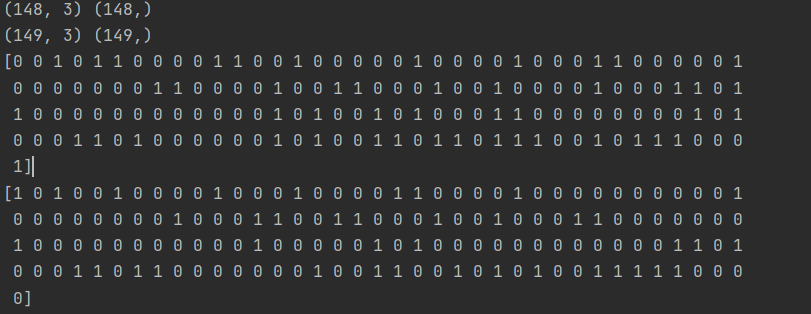 (148, 3) (148,)
(149, 3) (149,)
[0 0 1 0 1 1 0 0 0 0 1 1 0 0 1 0 0 0 0 0 1 0 0 0 0 1 0 0 0 1 1 0 0 0 0 0 1
0 0 0 0 0 0 0 1 1 0 0 0 0 1 0 0 1 1 0 0 0 1 0 0 1 0 0 0 0 1 0 0 0 1 1 0 1
1 0 0 0 0 0 0 0 0 0 0 0 0 1 0 1 0 0 1 0 1 0 0 0 1 1 0 0 0 0 0 0 0 0 1 0 1
0 0 0 1 1 0 1 0 0 0 0 0 0 1 0 1 0 0 1 1 0 1 1 0 1 1 1 0 0 1 0 1 1 1 0 0 0
1]
[1 0 1 0 0 1 0 0 0 0 1 0 0 0 1 0 0 0 0 1 1 0 0 0 0 1 0 0 0 0 0 0 0 0 0 0 1
0 0 0 0 0 0 0 0 1 0 0 0 1 1 0 0 1 1 0 0 0 1 0 0 1 0 0 0 1 1 0 0 0 0 0 0 0
1 0 0 0 0 0 0 0 0 0 0 0 1 0 0 0 0 0 1 0 1 0 0 0 0 0 0 0 0 0 0 0 0 1 1 0 1
0 0 0 1 1 0 1 1 0 0 0 0 0 0 0 1 0 0 1 1 0 0 1 0 1 0 1 0 0 1 1 1 1 1 0 0 0
0]